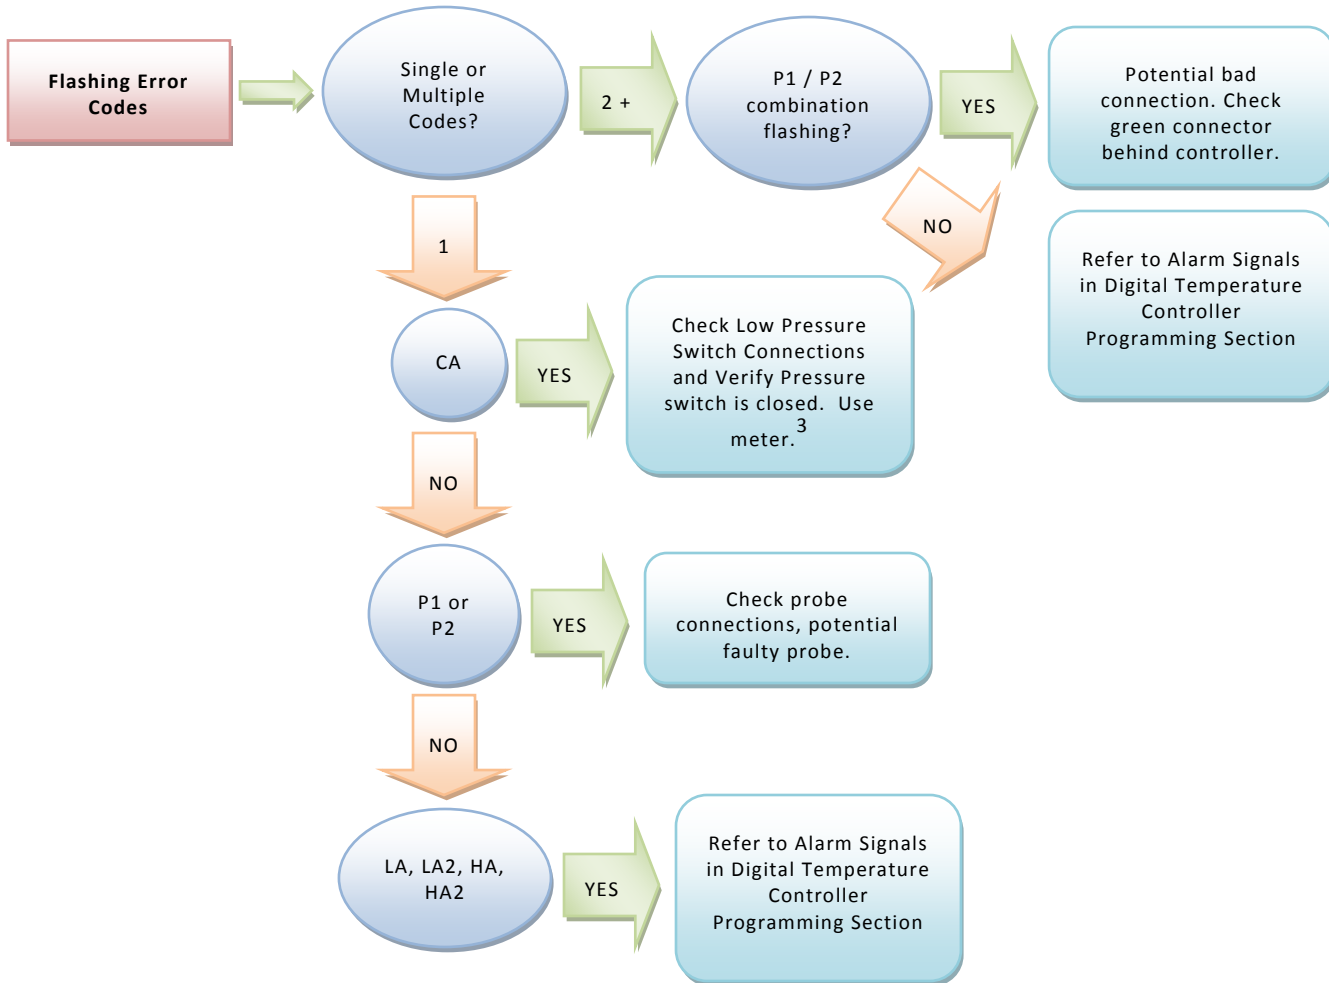 Flashing Error
Codes
Single or
Multiple
Codes?
2 +
P1 / P2
combination
flashing?
YES
Potential bad
connection. Check
green connector
behind controller.
NO
Refer to Alarm Signals
in Digital Temperature
Controller
Programming Section
1
CA
YES
Check Low Pressure
Switch Connections
and Verify Pressure
switch is closed. Use
meter.3
NO
P1 or
P2
YES
Check probe
connections, potential
faulty probe.
NO
LA, LA2, HA,
HA2
YES
Refer to Alarm Signals
in Digital Temperature
Controller
Programming Section